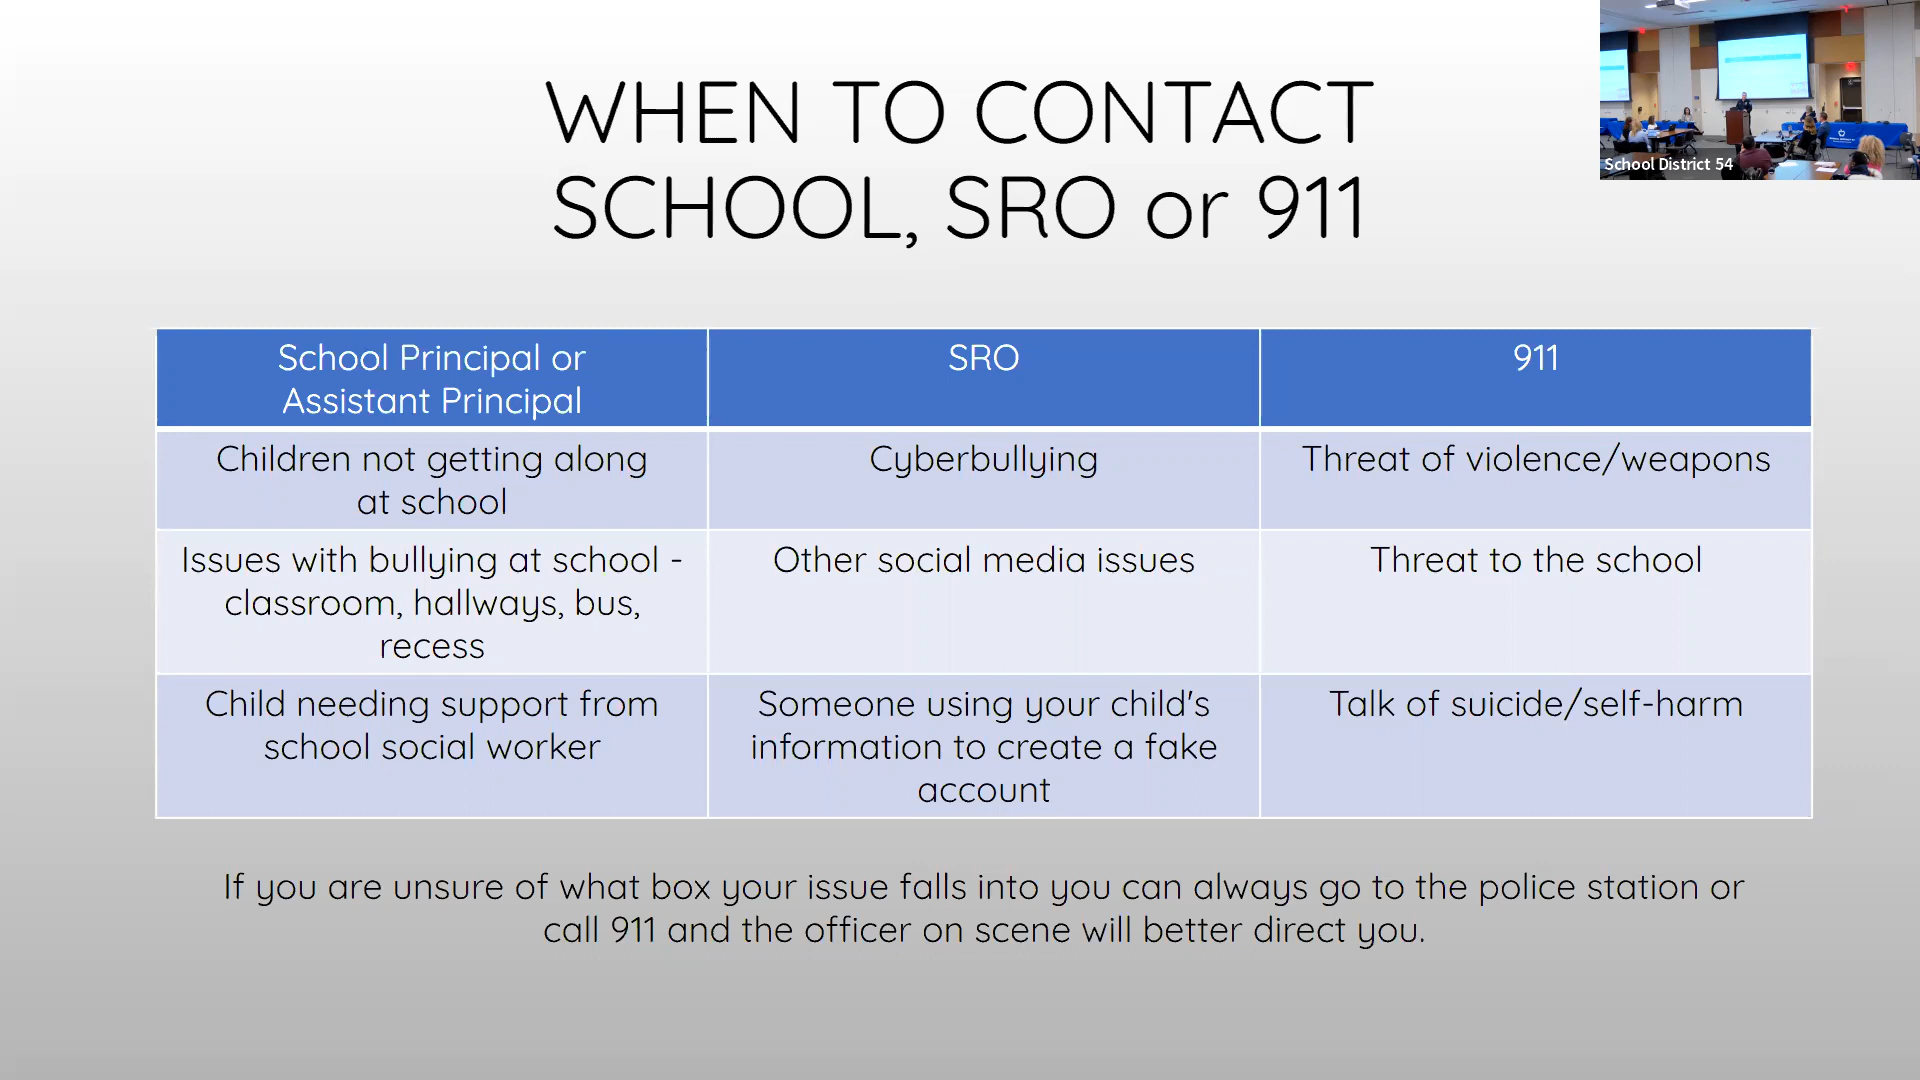 WHEN TO CONTACT
SCHOOL, SRO or 911
School District 54
School Principal or
Assistant Principal
SRO
911
Children not getting along
at school
Cyberbullying
Threat of violence/weapons
Issues with bullying at school -
classroom, hallways, bus,
recess
Other social media issues
Threat to the school
Child needing support from
school social worker
Someone using your child's
information to create a fake
account
Talk of suicide/self-harm
If you are unsure of what box your issue falls into you can always go to the police station or
call 911 and the officer on scene will better direct you.